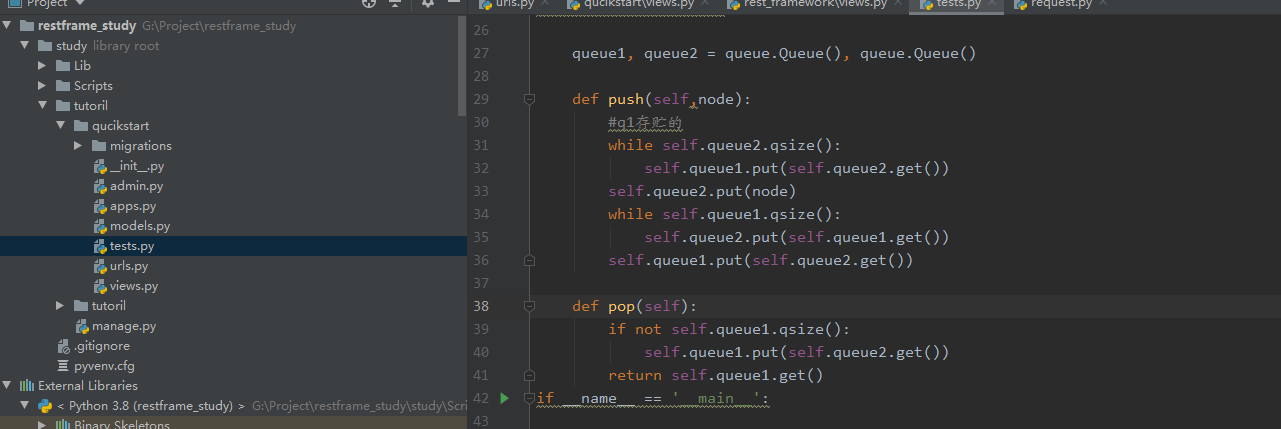 Project
restframe_study G:\Project\restframe_study
study library root
Lib
Scripts
tutoril
qucikstart
migrations
__init__.py
admin.py
apps.py
models.py
tests.py
urls.py
views.py
tutoril
manage.py
.gitignore
pyvenv.cfg
External Libraries
< Python 3.8 (restframe_study) > G:\Project\restframe_study\study\Scri
Binary Skeletons
urls.py
qucikstart\views.py
rest_framework\views.py
tests.py
request.py
26
27 queue1, queue2 = queue.Queue(), queue.Queue()
28
29 def push(self,node):
30 #q1存贮的
31 while self.queue2.qsize():
32 self.queue1.put(self.queue2.get())
33 self.queue2.put(node)
34 while self.queue1.qsize():
35 self.queue2.put(self.queue1.get())
36 self.queue1.put(self.queue2.get())
37
38 def pop(self):
39 if not self.queue1.qsize():
40 self.queue1.put(self.queue2.get())
41 return self.queue1.get()
42 if __name__ == '__main__':
43